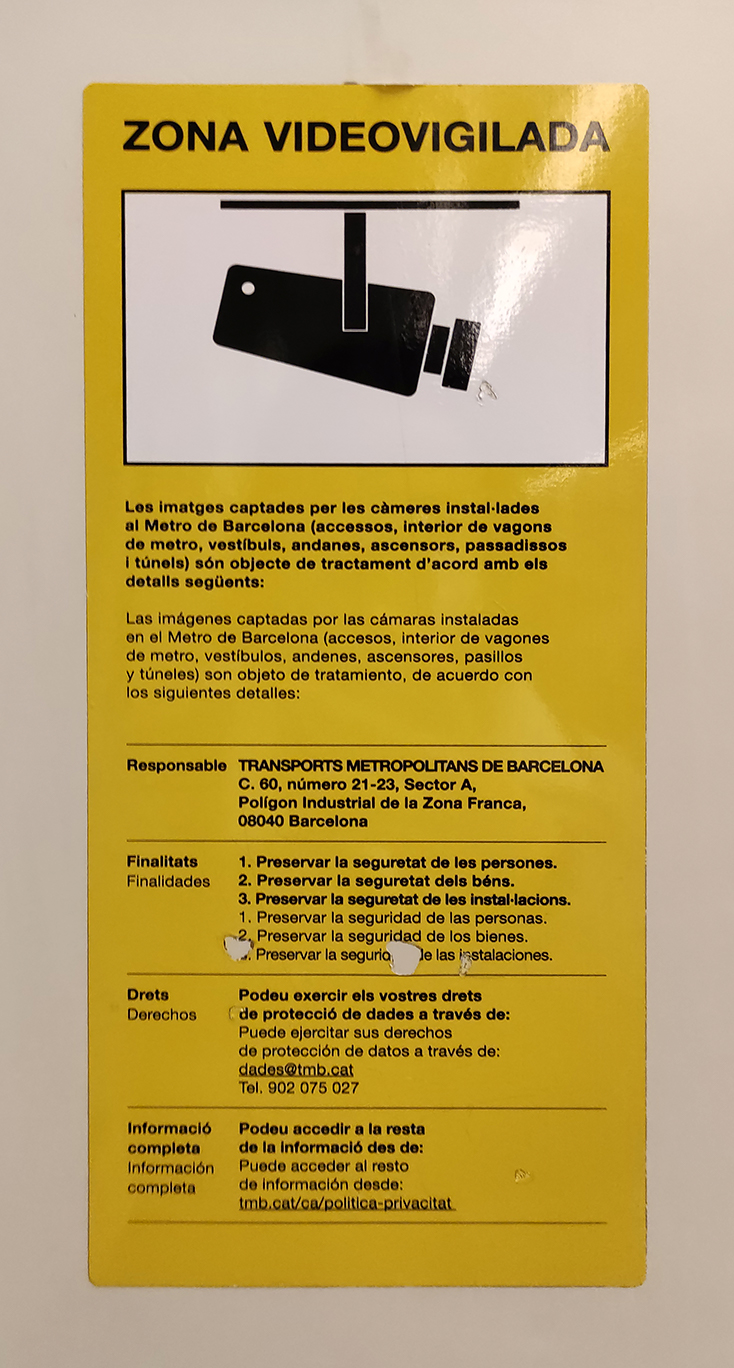 ZONA VIDEOVIGILADA
Les imatges captades per les càmeres instal·lades
al Metro de Barcelona (accessos, interior de vagons
de metro, vestíbuls, andanes, ascensors, passadissos
i túnels) són objecte de tractament d'acord amb els
detalls següents:
Las imágenes captadas por las cámaras instaladas
en el Metro de Barcelona (accesos, interior de vagones
de metro, vestíbulos, andenes, ascensores, pasillos
y túneles) son objeto de tratamiento, de acuerdo con
los siguientes detalles:
Responsable TRANSPORTS METROPOLITANS DE BARCELONA
C. 60, número 21-23, Sector A,
Polígon Industrial de la Zona Franca,
08040 Barcelona
Finalitats 1. Preservar la seguretat de les persones.
Finalidades 2. Preservar la seguretat dels béns.
3. Preservar la seguretat de les instal·lacions.
1. Preservar la seguridad de las personas.
2. Preservar la seguridad de los bienes.
Preservar la de las instalaciones.
Drets Podeu exercir els vostres drets
Derechos de protecció de dades a través de:
Puede ejercitar sus derechos
de protección de datos a través de:
dades@tmb.cat
Tel. 902 075 027
Informació Podeu accedir a la resta
completa de la informació des de:
Información Puede acceder al resto
completa de información desde:
tmb.cat/ca/politica-privacitat